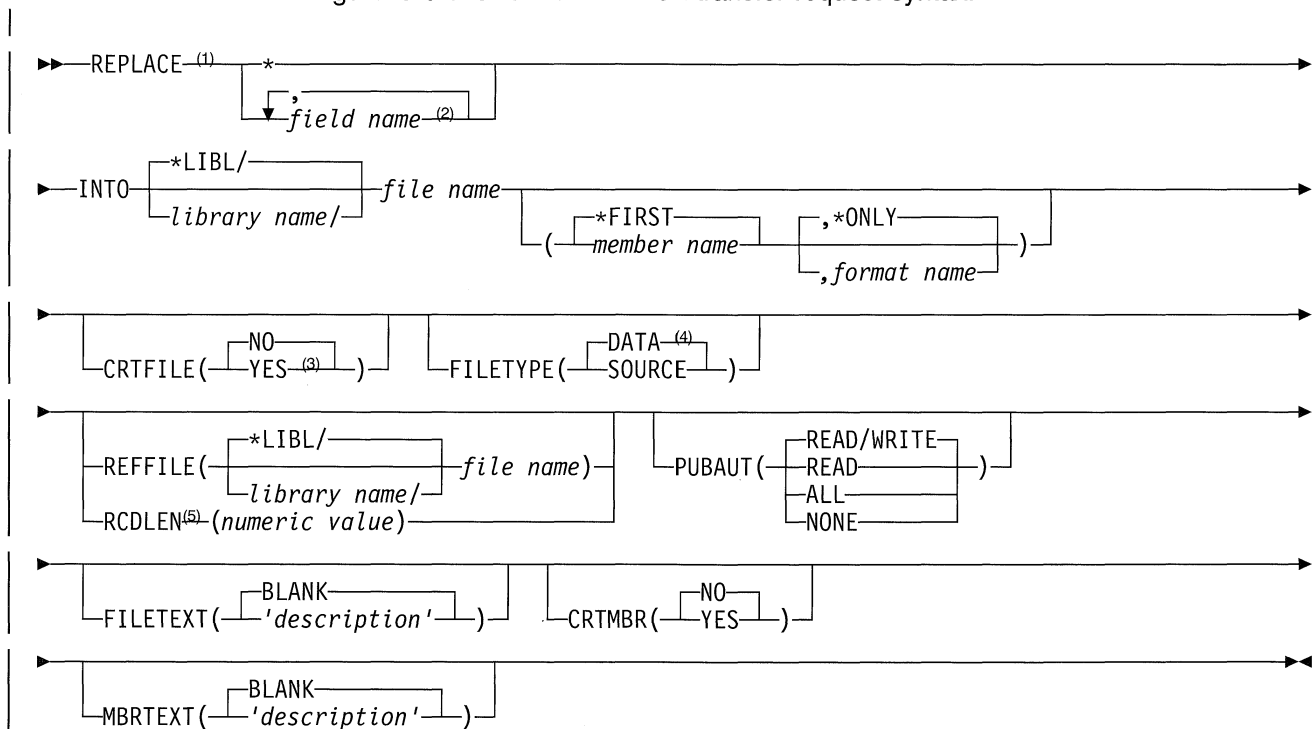 REPLACE (1) *
,
field name (2)
*LIBL/
INTO file name
library name/
*FIRST ,*ONLY
( member name )
,format name
NO DATA (4)
CRTFILE( YES (3) ) FILETYPE( SOURCE )
*LIBL/ READ/WRITE
REFFILE( file name) PUBAUT( READ )
library name/ ALL
RCDLEN (5) (numeric value) NONE
BLANK NO
FILETEXT( 'description' ) CRTMBR( YES )
BLANK
MBRTEXT( 'description' )